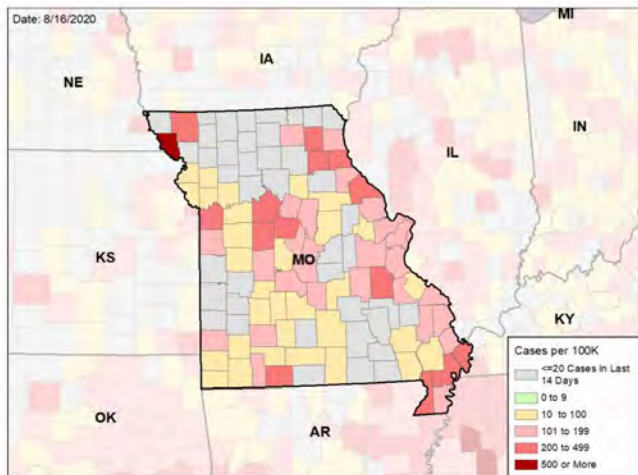 Date: 8/16/2020
MI
IA
NE
IL
IN
KS
MO
KY
OK
AR
Cases per 100K
<=20 Cases in Last
14 Days
0 to 9
10 to 100
101 to 199
200 to 499
500 or More